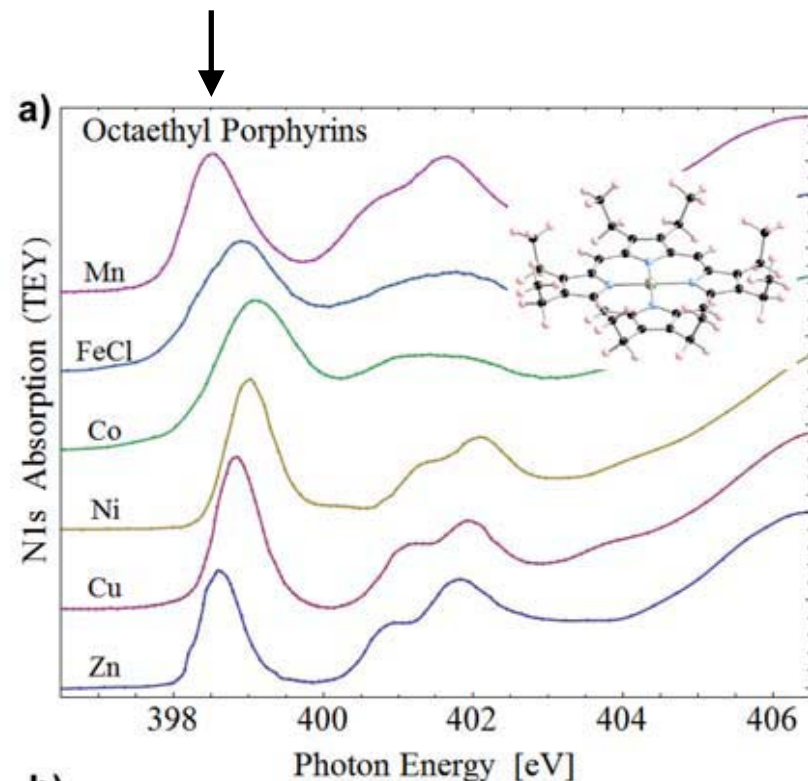 a)
Octaethyl Porphyrins
N1s Absorption (TEY)
Mn
FeCl
Co
Ni
Cu
Zn
398 400 402 404 406
Photon Energy [eV]